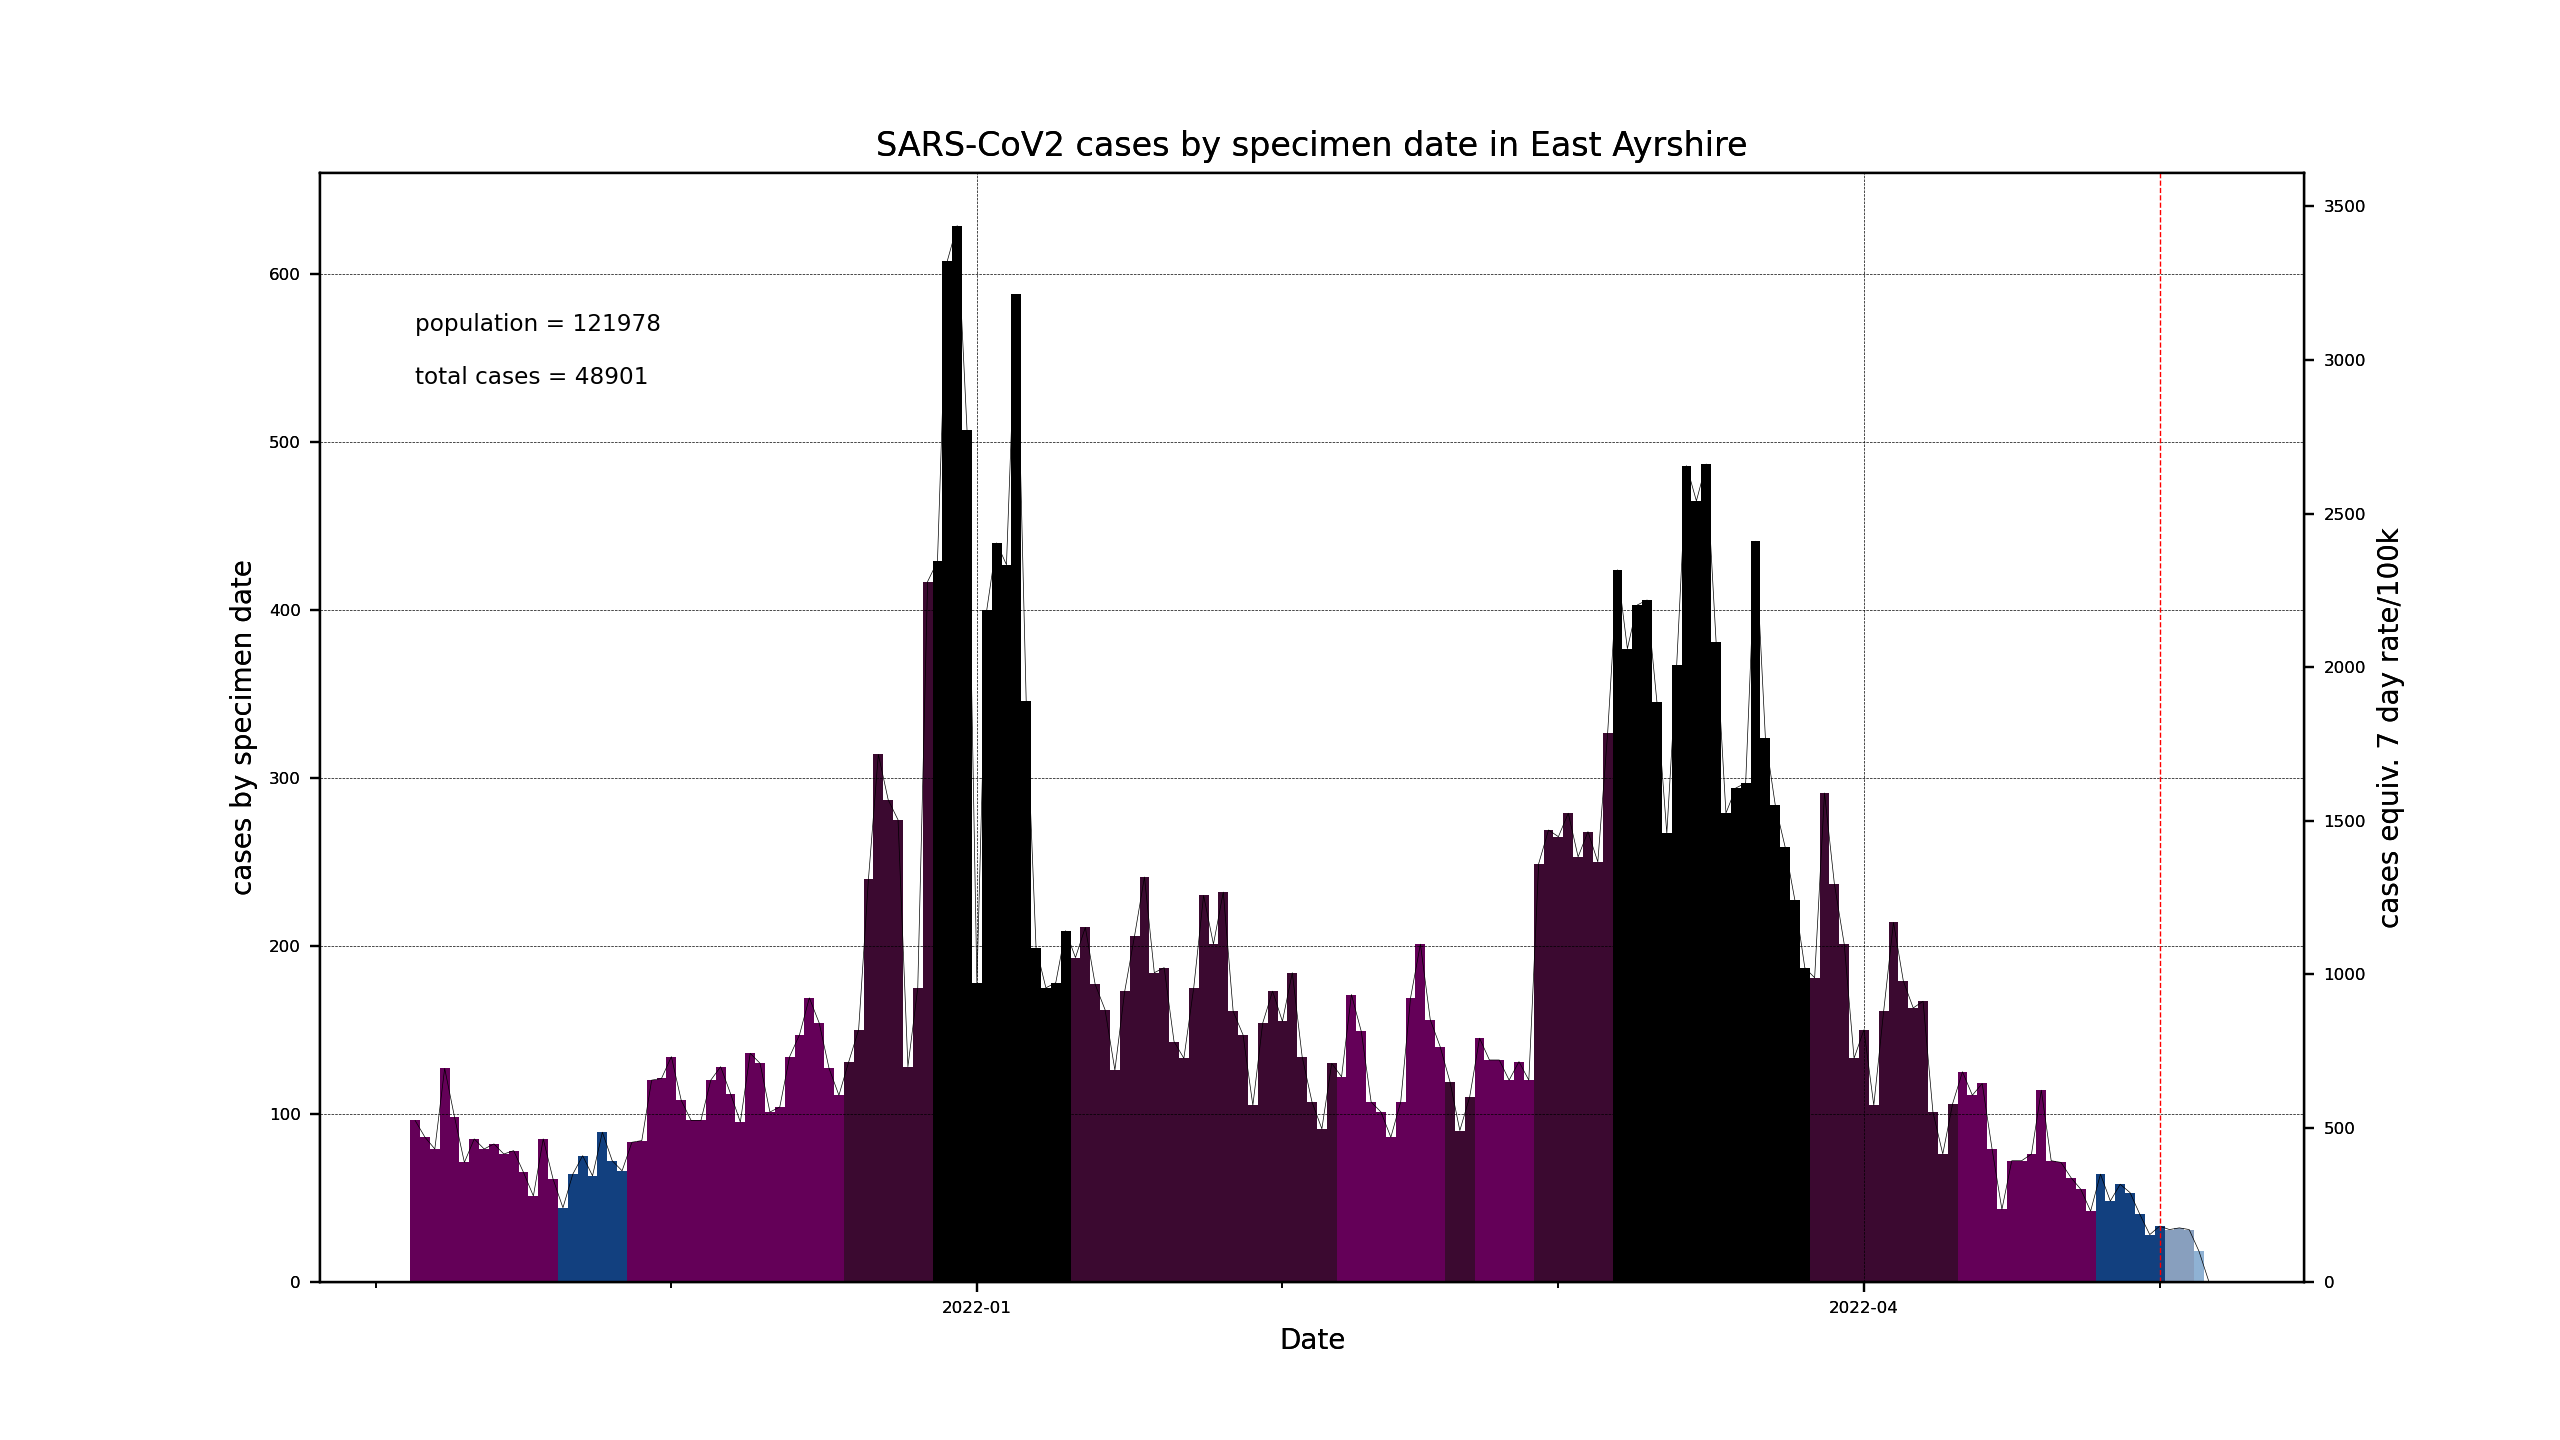 SARS-CoV2 cases by specimen date in East Ayrshire
population = 121978
total cases = 48901
cases by specimen date
600
500
400
300
200
100
0
3500
3000
2500
2000
1500
1000
500
0
cases equiv. 7 day rate/100k
2022-01
2022-04
Date